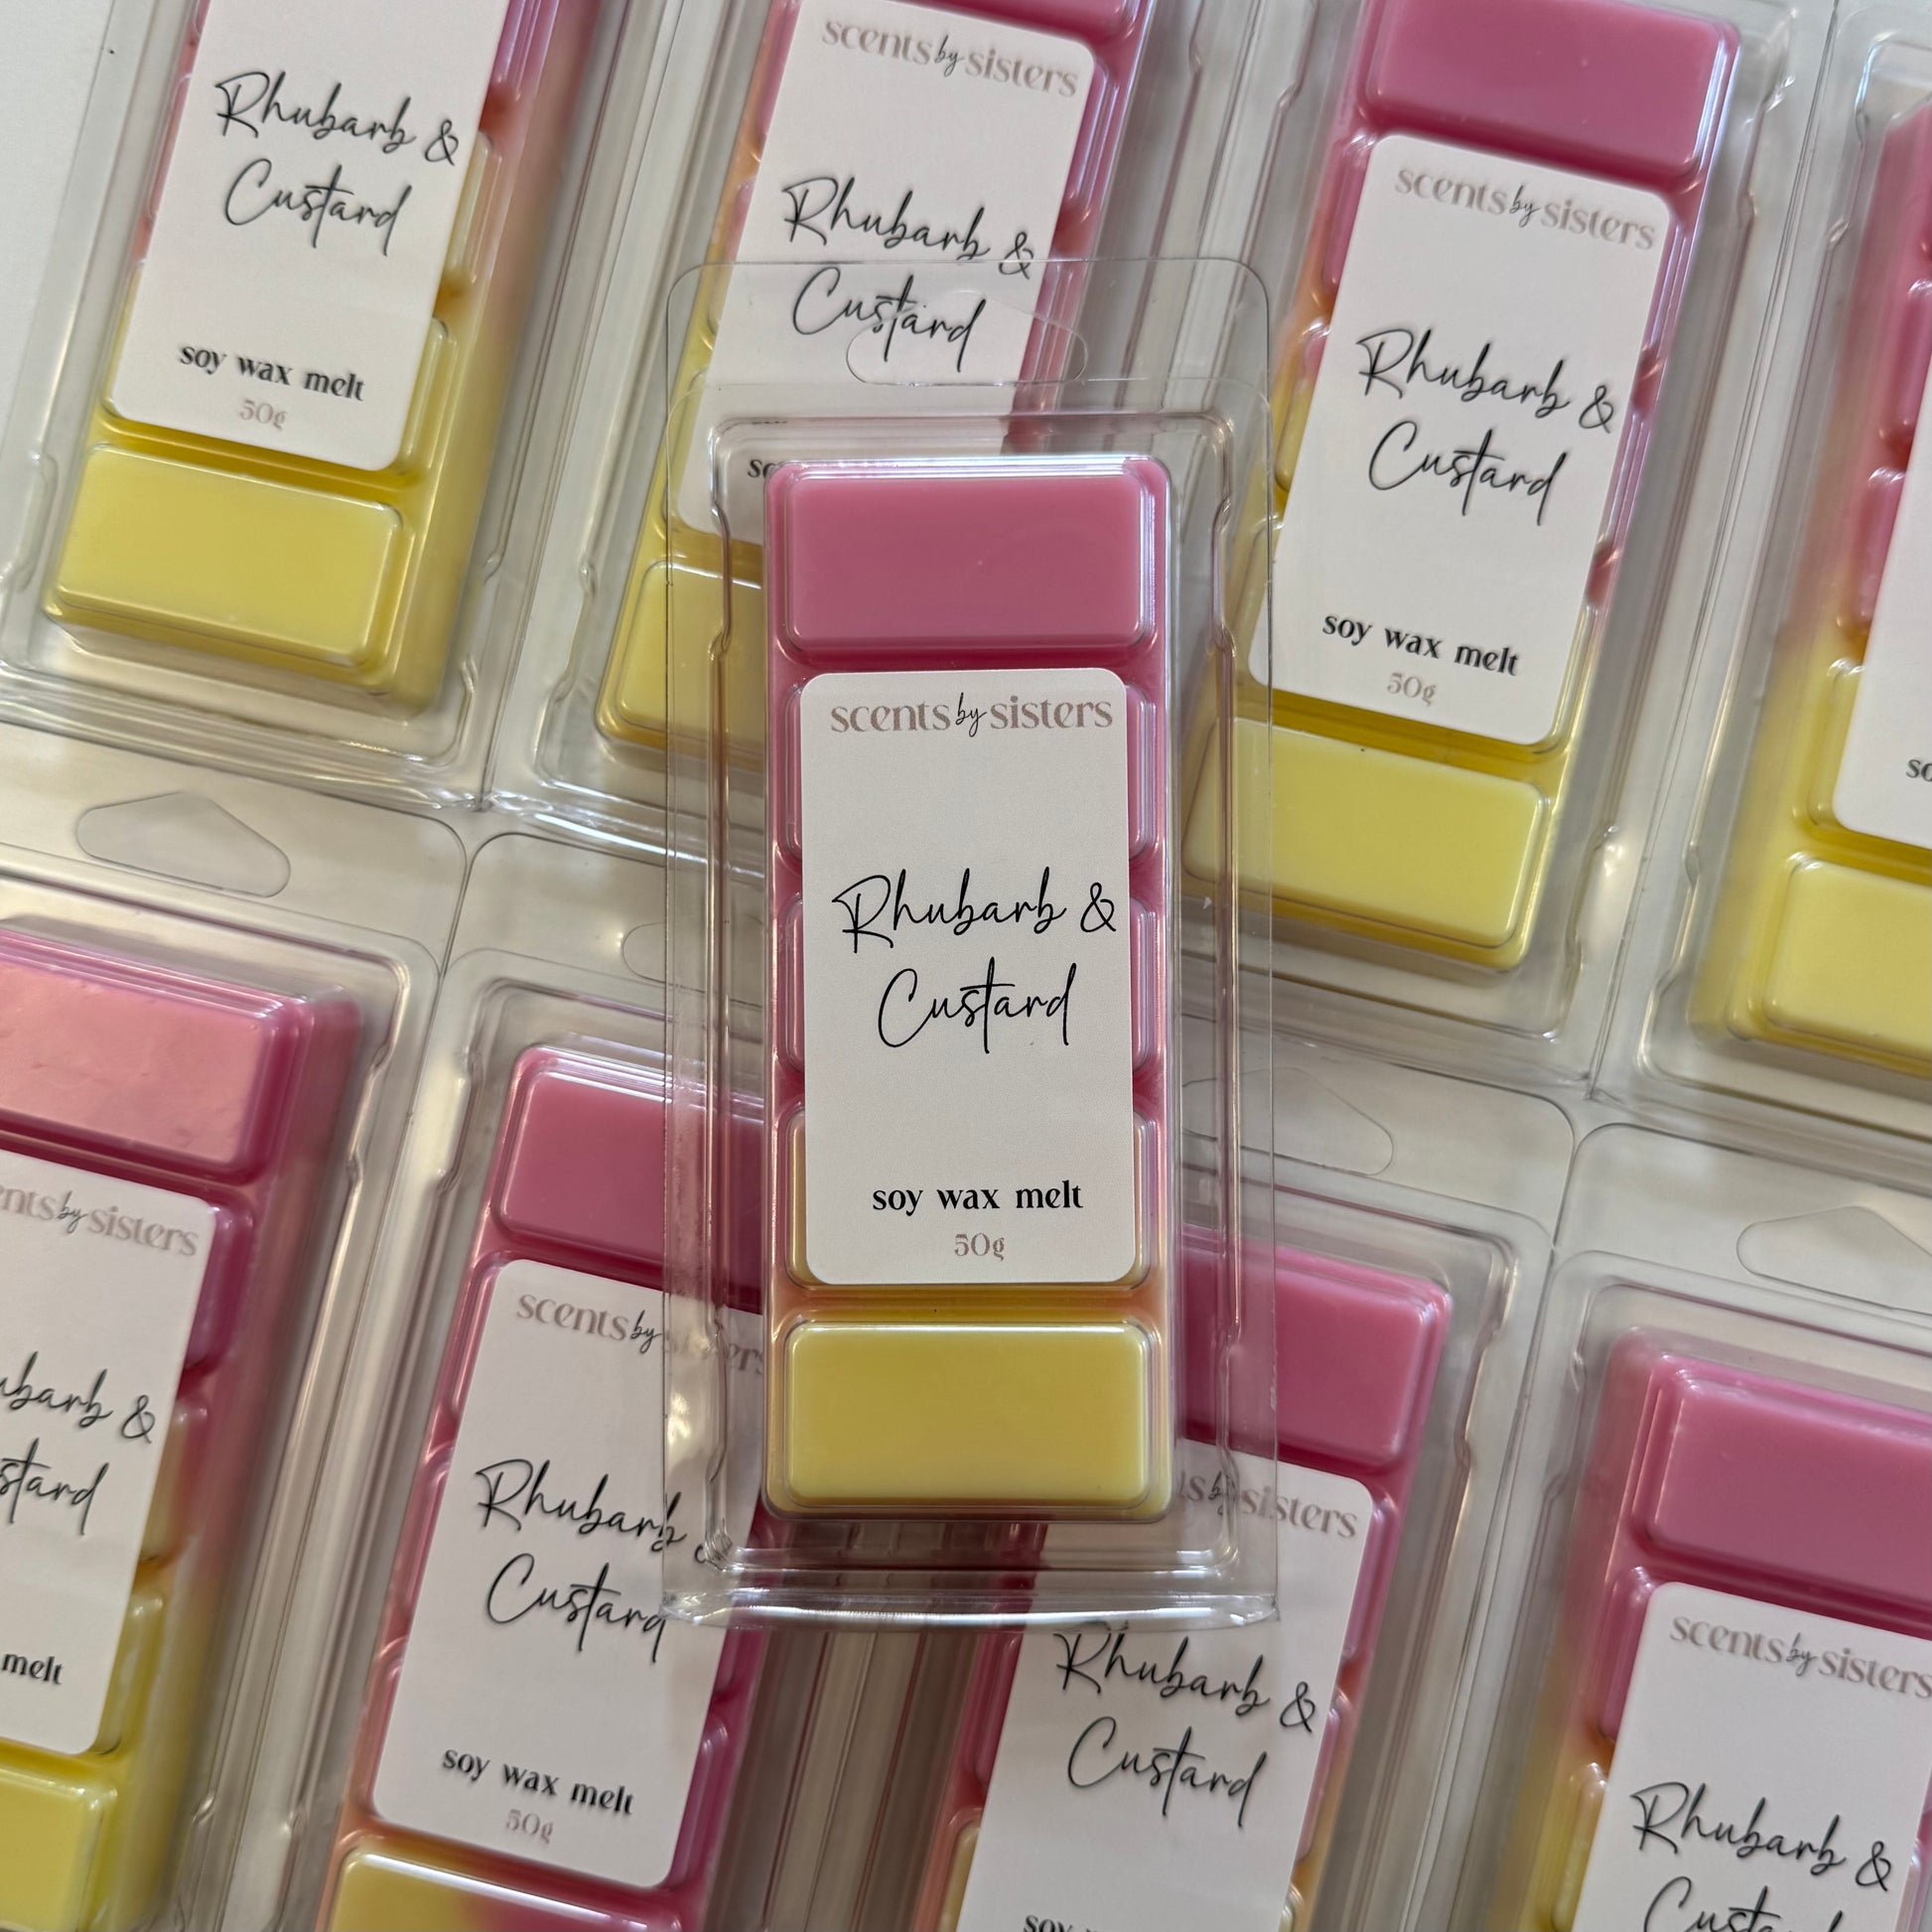 Rhubarb &
Custard
soy wax melt
50g
scents by sisters
Rhubarb &
Custard
scents by sisters
Rhubarb &
Custard
soy wax melt
50g
scents by sisters
Rhubarb &
Custard
soy wax melt
50g
by sisters
&
melt
scents by
Rhubarb
Custard
soy wax melt
50g
sisters
Rhubarb &
Custard
scents by sisters
Rhubarb &